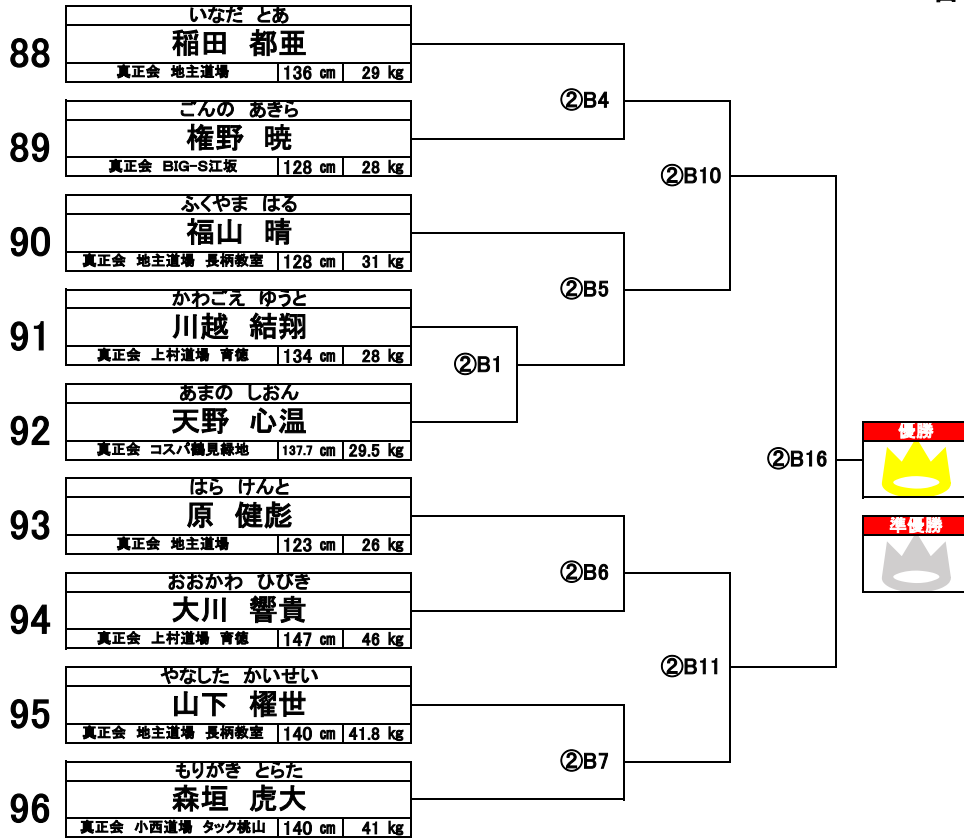 88
いなだ とあ
稲田 都亜
真正会 地主道場 136 cm 29 kg
89
ごんの あきら
権野 暁
真正会 BIG-S江坂 128 cm 28 kg
90
ふくやま はる
福山 晴
真正会 地主道場 長柄教室 128 cm 31 kg
91
かわごえ ゆうと
川越 結翔
真正会 上村道場 育徳 134 cm 28 kg
92
あまの しおん
天野 心温
真正会 コスパ鶴見緑地 137.7 cm 29.5 kg
93
はら けんと
原 健彪
真正会 地主道場 123 cm 26 kg
94
おおかわ ひびき
大川 響貴
真正会 上村道場 育徳 147 cm 46 kg
95
やなした かいせい
山下 櫂世
真正会 地主道場 長柄教室 140 cm 41.8 kg
96
もりがき とらた
森垣 虎大
真正会 小西道場 タック桃山 140 cm 41 kg
②B4
②B5
②B1
②B6
②B7
②B10
②B11
②B16
優勝
準優勝